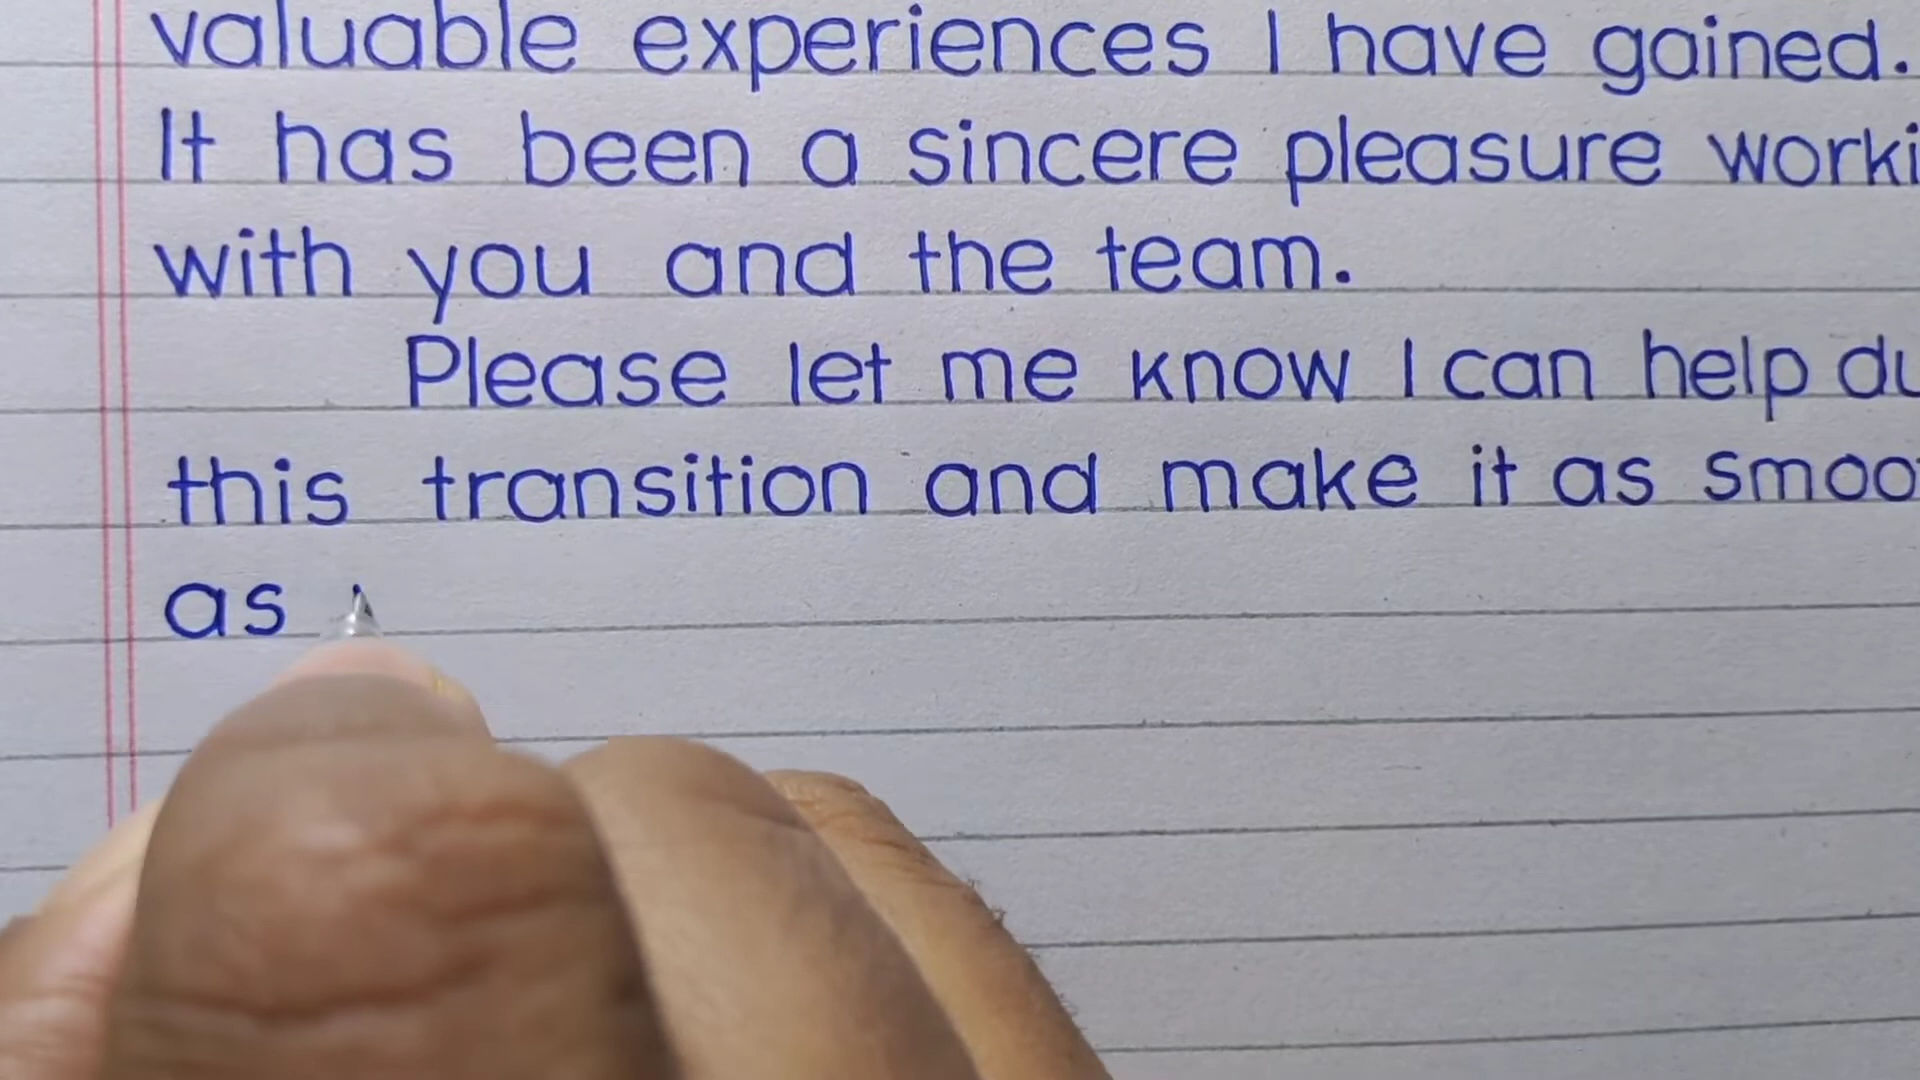 valuable experiences I have gained.
It has been a sincere pleasure worki
with you and the team.
Please let me know I can help du
this transition and make it as smoo
as